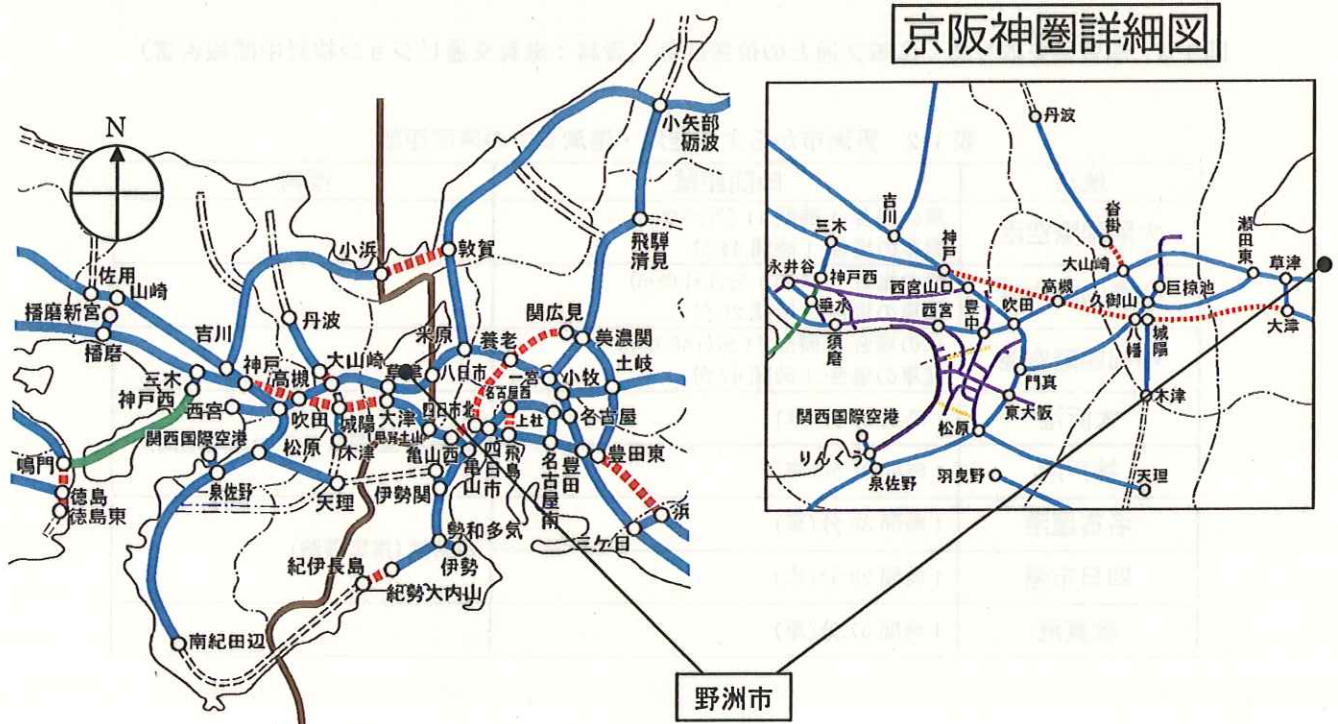 京阪神圏詳細図
N
小矢部
砺波
飛騨
清見
小浜
敦賀
佐用
山崎
播磨新宮
播磨
吉川
丹波
米原
養老
関広見
美濃関
土岐
三木
神戸西
神戸
高槻
大山崎
草津
八日市
一宮
小牧
名古屋西
西宮
吹田
城陽
大津
四日市北
上社
名古屋
関西国際空港
松原
木津
甲賀土山
亀山西
亀山
四日市
飛島
名古屋南
豊田
豊田東
鳴門
徳島
徳島東
泉佐野
天理
伊勢関
勢和多気
伊勢
浜
三ケ日
紀伊長島
紀勢大内山
南紀田辺
丹波
吉川
三木
神戸
沓掛
瀬田東
永井谷
神戸西
西宮山口
大山崎
巨椋池
草津
垂水
須磨
西宮
豊中
吹田
高槻
久御山
八幡
城陽
大津
門真
東大阪
木津
関西国際空港
松原
りんくう
泉佐野
羽曳野
天理
野洲市